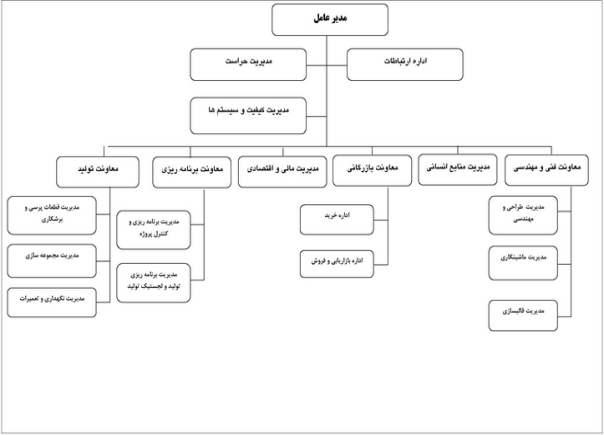 مدیر عامل
اداره ارتباطات
مدیریت حراست
مدیریت کیفیت و سیستم ها
معاونت فنی و مهندسی
مدیریت منابع انسانی
معاونت بازرگانی
مدیریت مالی و اقتصادی
معاونت برنامه ریزی
معاونت تولید
مدیریت طراحی و
مهندسی
مدیریت ماشینکاری
مدیریت قالبسازی
اداره خرید
اداره بازاریابی و فروش
مدیریت برنامه ریزی و
کنترل پروژه
مدیریت برنامه ریزی
تولید و لجستیک تولید
مدیریت قطعات پرسی و
برشکاری
مدیریت مجموعه سازی
مدیریت نگهداری و تعمیرات